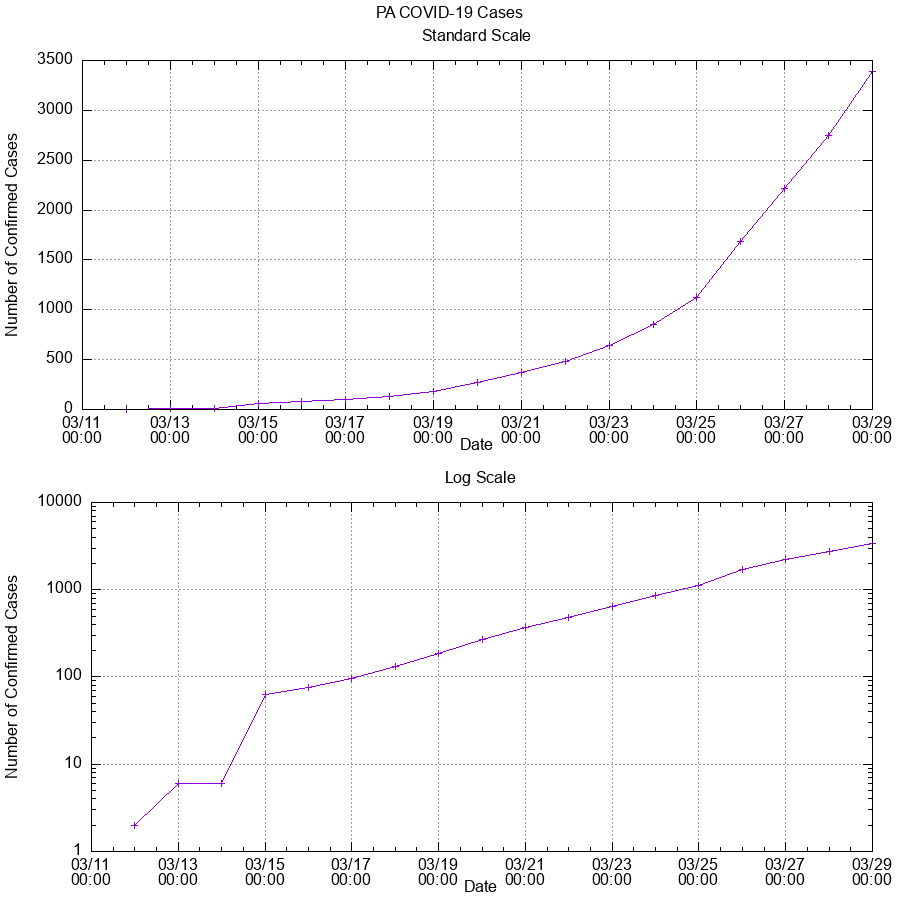 PA COVID-19 Cases
Standard Scale
3500
3000
2500
2000
1500
1000
500
0
Number of Confirmed Cases
03/11 03/13 03/15 03/17 03/19 03/21 03/23 03/25 03/27 03/29
00:00 00:00 00:00 00:00 00:00 00:00 00:00 00:00 00:00 00:00
Date
Log Scale
10000
1000
100
10
1
Number of Confirmed Cases
03/11 03/13 03/15 03/17 03/19 03/21 03/23 03/25 03/27 03/29
00:00 00:00 00:00 00:00 00:00 00:00 00:00 00:00 00:00 00:00
Date